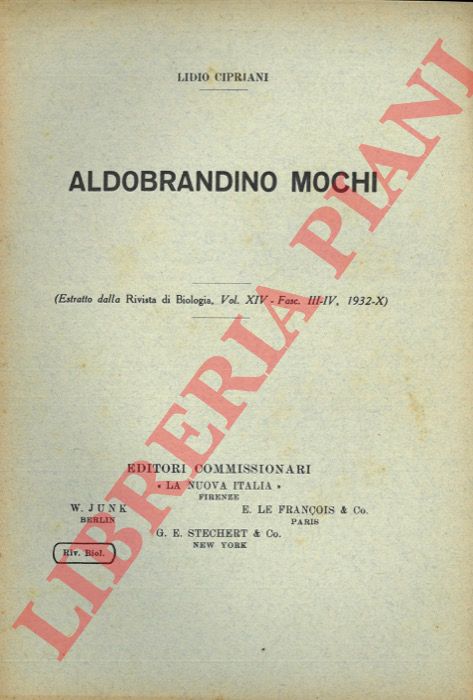 LIDIO CIPRIANI
ALDOBRANDINO MOCHI
(Estratto dalla Rivista di Biologia, Vol. XIV - Fasc. III-IV, 1932-X)
EDITORI COMMISSIONARI
« LA NUOVA ITALIA »
FIRENZE
W. JUNK
BERLIN
E. LE FRANÇOIS & Co.
PARIS
G. E. STECHERT & Co.
NEW YORK
Riv. Biol.
LIBRERIA PIANI